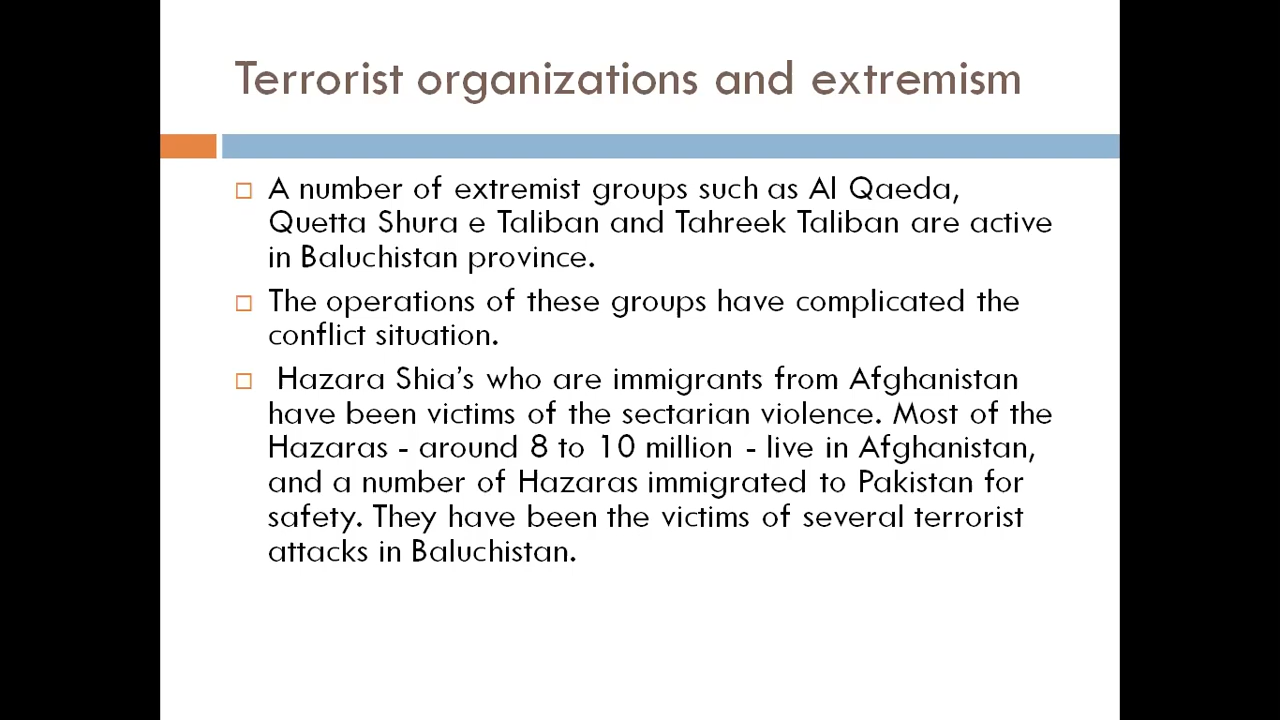 Terrorist organizations and extremism
A number of extremist groups such as Al Qaeda,
Quetta Shura e Taliban and Tahreek Taliban are active
in Baluchistan province.
The operations of these groups have complicated the
conflict situation.
Hazara Shia's who are immigrants from Afghanistan
have been victims of the sectarian violence. Most of the
Hazaras - around 8 to 10 million - live in Afghanistan,
and a number of Hazaras immigrated to Pakistan for
safety. They have been the victims of several terrorist
attacks in Baluchistan.